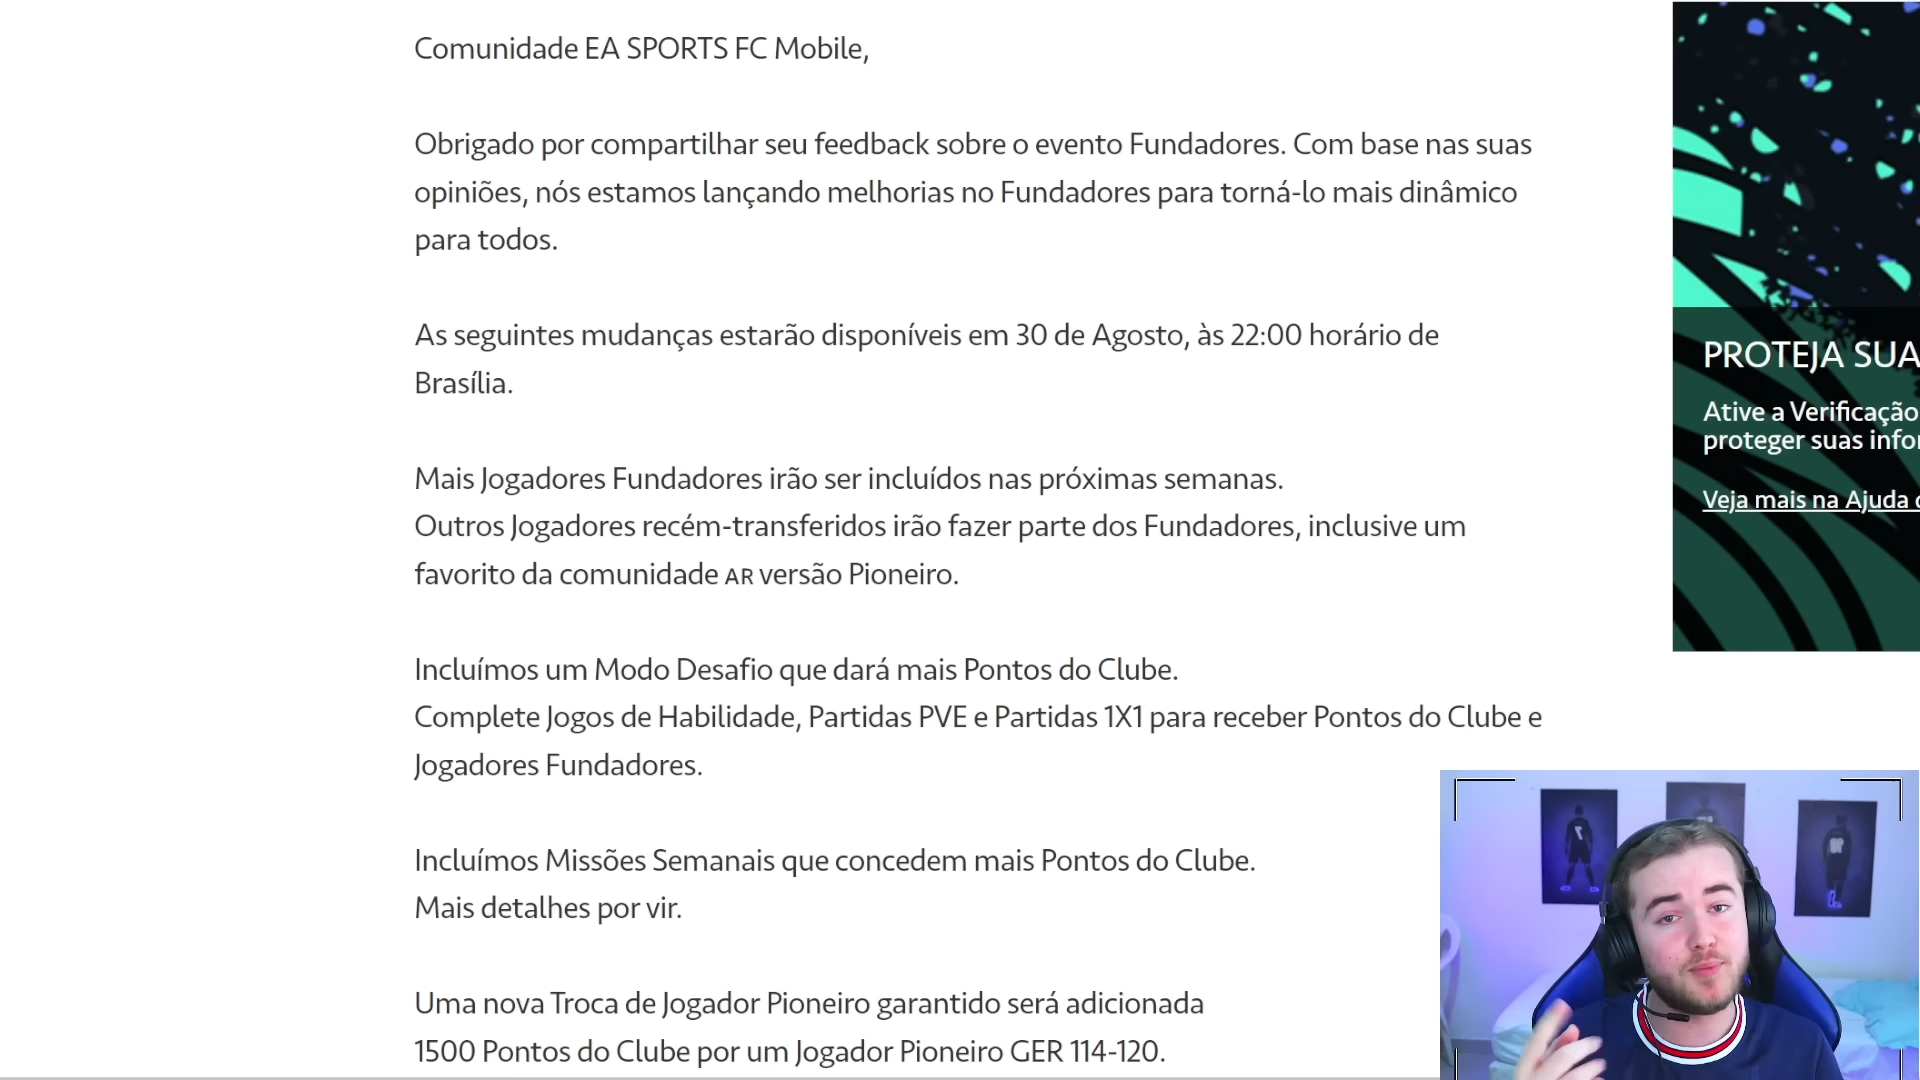 Comunidade EA SPORTS FC Mobile,
Obrigado por compartilhar seu feedback sobre o evento Fundadores. Com base nas suas
opiniões, nós estamos lançando melhorias no Fundadores para torná-lo mais dinâmico
para todos.
As seguintes mudanças estarão disponíveis em 30 de Agosto, às 22:00 horário de
Brasília.
Mais Jogadores Fundadores irão ser incluídos nas próximas semanas.
Outros Jogadores recém-transferidos irão fazer parte dos Fundadores, inclusive um
favorito da comunidade AR versão Pioneiro.
Incluímos um Modo Desafio que dará mais Pontos do Clube.
Complete Jogos de Habilidade, Partidas PVE e Partidas 1X1 para receber Pontos do Clube e
Jogadores Fundadores.
Incluímos Missões Semanais que concedem mais Pontos do Clube.
Mais detalhes por vir.
Uma nova Troca de Jogador Pioneiro garantido será adicionada
1500 Pontos do Clube por um Jogador Pioneiro GER 114-120.
PROTEJA SUA
Ative a Verificação
proteger suas
Veja mais na Ajuda